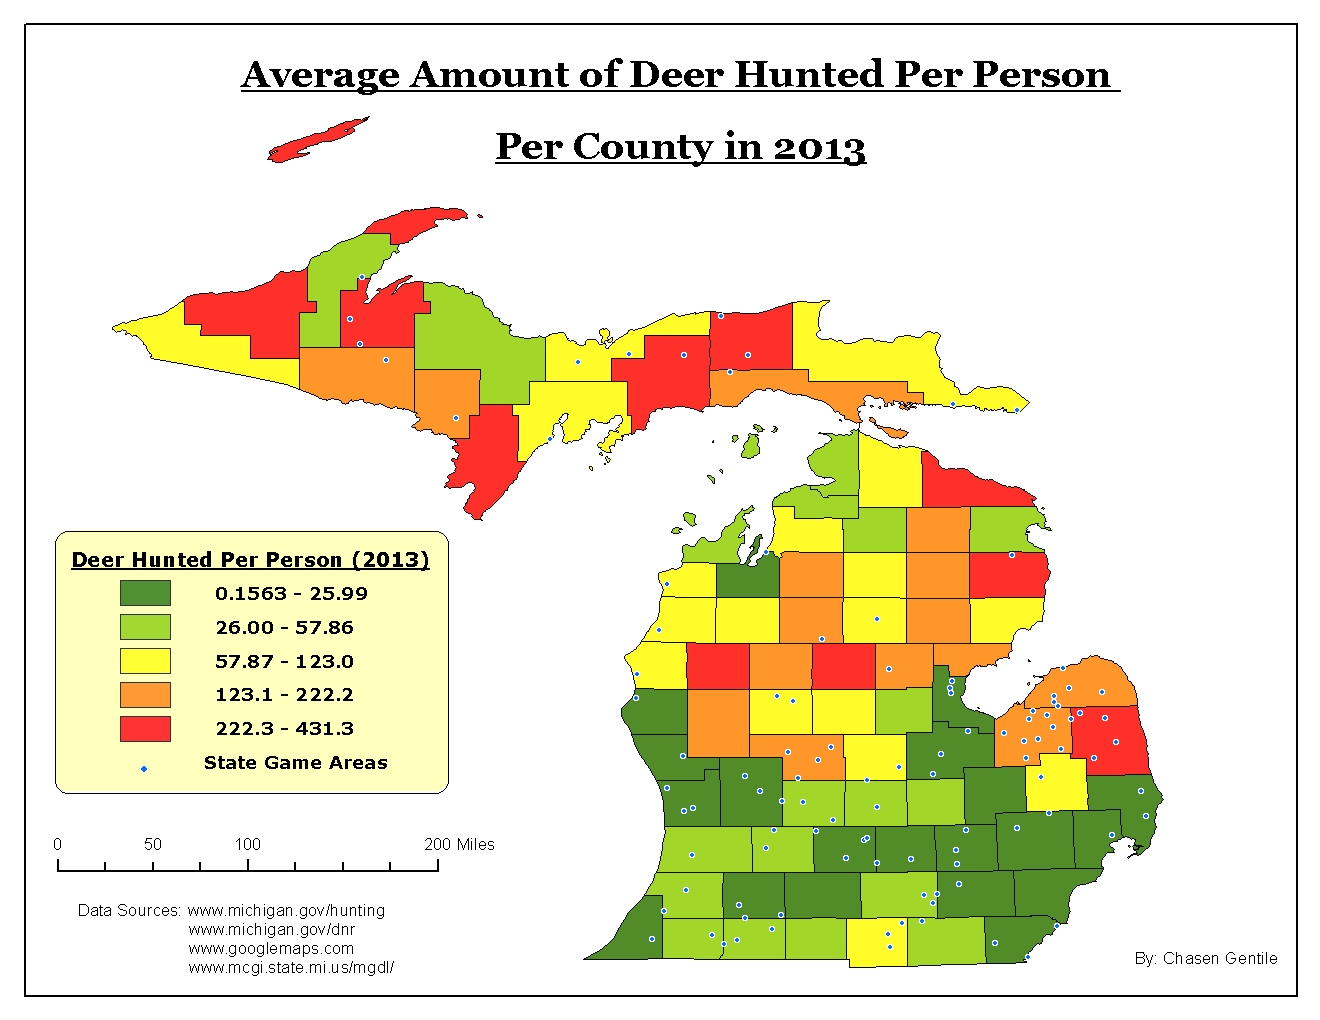 Average Amount of Deer Hunted Per Person
Per County in 2013
Deer Hunted Per Person (2013)
0.1563 - 25.99
26.00 - 57.86
57.87 - 123.0
123.1 - 222.2
222.3 - 431.3
State Game Areas
0 50 100 200 Miles
Data Sources: www.michigan.gov/hunting
www.michigan.gov/dnr
www.googlemaps.com
www.mcgi.state.mi.us/mgdl/
By: Chasen Gentile